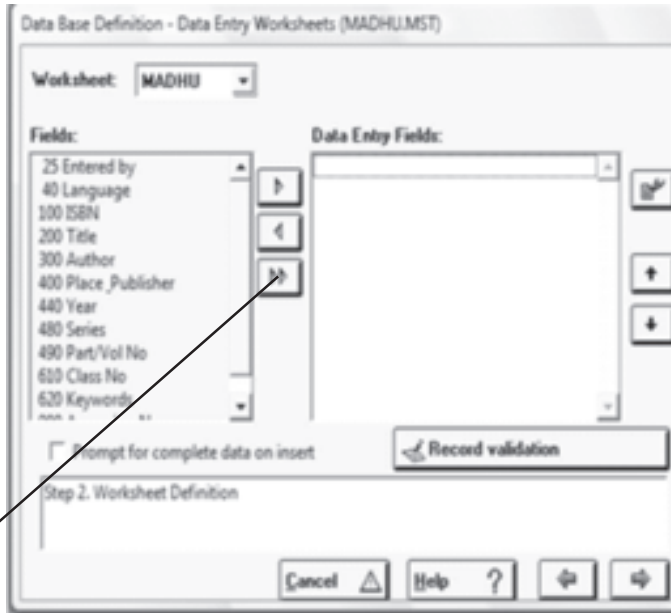 Data Base Definition - Data Entry Worksheets (MADHU.MST)
Worksheet: MADHU
Fields:
Data Entry Fields:
25 Entered by
40 Language
100 ISBN
200 Title
300 Author
400 Place ,Publisher
440 Year
480 Series
490 Part/Vol No
610 Class No
620 Keywords
Prompt for complete data on insert
Record validation
Step 2. Worksheet Definition
Cancel
Help ?